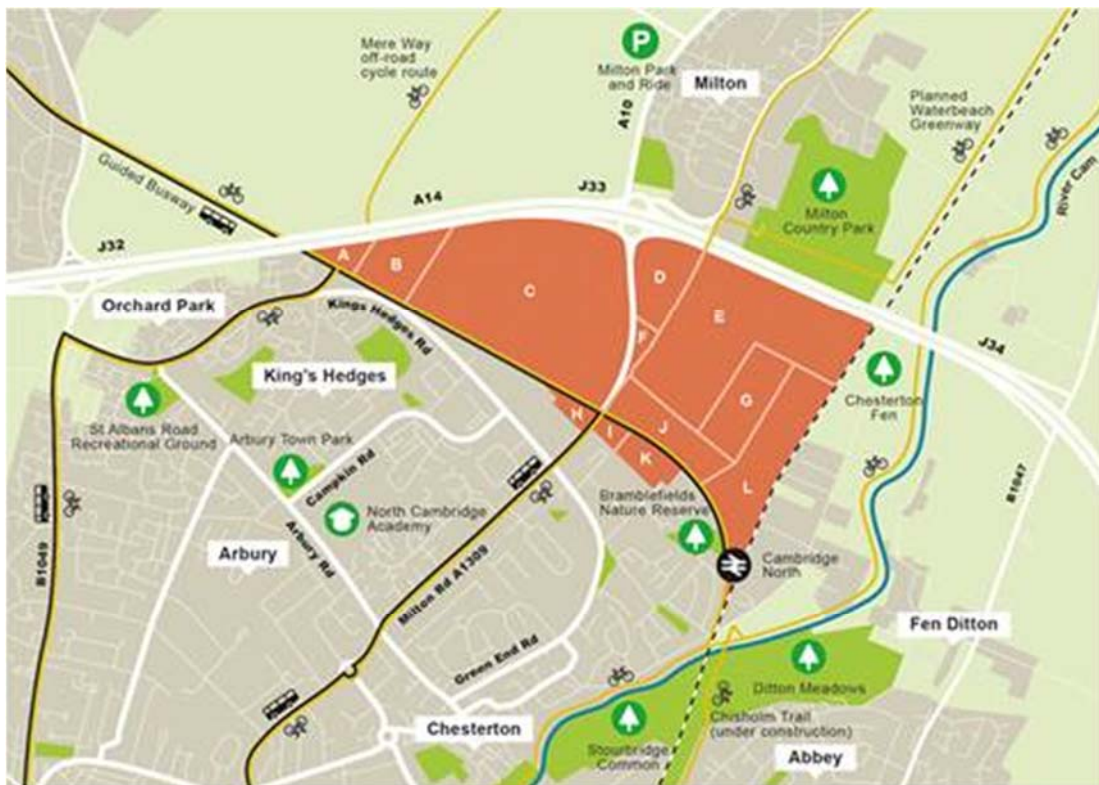 Mere Way
off-road
cycle route
P
Milton Park
and Ride
Milton
A10
Planned
Waterbeach
Greenway
River Cam
Guided Busway
A14
J33
J32
Milton
Country Park
Orchard Park
A
B
C
D
E
F
Kings Hedges Rd
J34
King's Hedges
G
Chesterton
Fen
St Albans Road
Recreational Ground
Arbury Town Park
H
I
J
K
L
Campkin Rd
B1047
Bramblefields
Nature Reserve
North Cambridge
Academy
B1049
Arbury
Arbury Rd
Milton Rd A1309
Cambridge
North
Fen Ditton
Green End Rd
Ditton Meadows
Chesterton
Chisholm Trail
(under construction)
Stourbridge
Common
Abbey